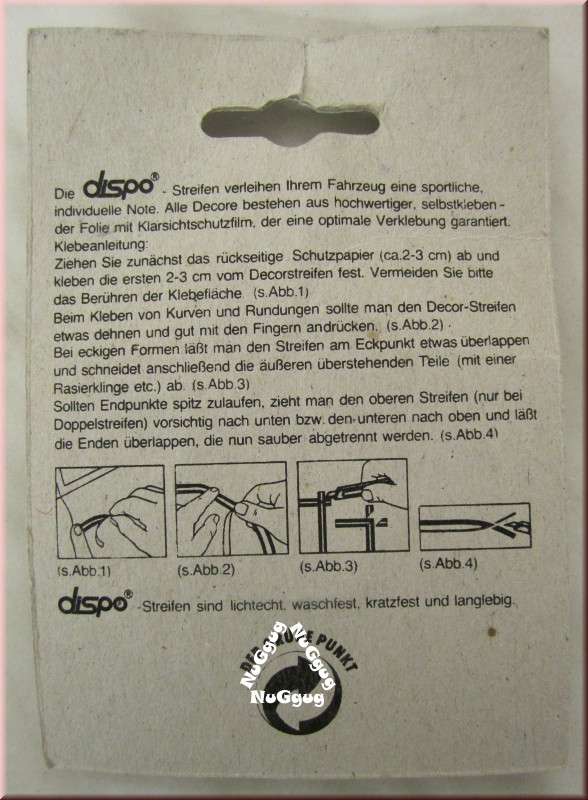 Die dispo® - Streifen verleihen Ihrem Fahrzeug eine sportliche,
individuelle Note. Alle Decore bestehen aus hochwertiger, selbstkleben-
der Folie mit Klarsichtschutzfilm, der eine optimale Verklebung garantiert.
Klebeanleitung:
Ziehen Sie zunächst das rückseitige Schutzpapier (ca.2-3 cm) ab und
kleben die ersten 2-3 cm vom Decorstreifen fest. Vermeiden Sie bitte
das Berühren der Klebefläche (s.Abb.1)
Beim Kleben von Kurven und Rundungen sollte man den Decor-Streifen
etwas dehnen und gut mit den Fingern andrücken. (s.Abb.2).
Bei eckigen Formen läßt man den Streifen am Eckpunkt etwas überlappen
und schneidet anschließend die äußeren überstehenden Teile (mit einer
Rasierklinge etc.) ab. (s.Abb.3)
Sollten Endpunkte spitz zulaufen, zieht man den oberen Streifen (nur bei
Doppelstreifen) vorsichtig nach unten bzw. den unteren nach oben und läßt
die Enden überlappen, die nun sauber abgetrennt werden. (s.Abb.4)
(s.Abb.1) (s.Abb.2) (s.Abb.3) (s.Abb.4)
dispo® -Streifen sind lichtecht, waschfest, kratzfest und langlebig.
DER GRÜNE PUNKT
NuGgug
NuGgug
NuGgug